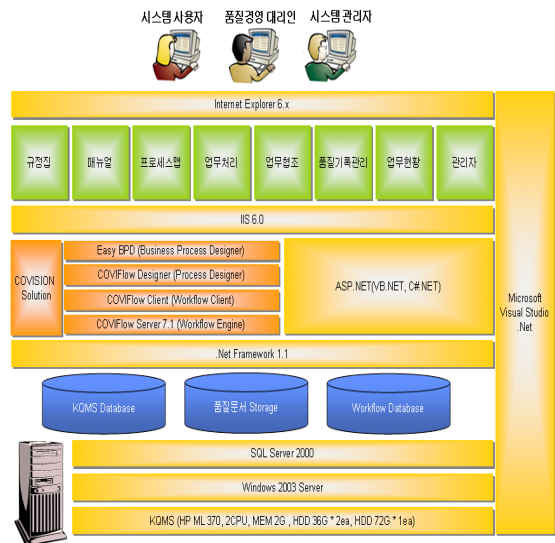 시스템 사용자
품질경영 대리인
시스템 관리자
Internet Explorer 6.x
규정집
매뉴얼
프로세스맵
업무처리
업무협조
품질기록관리
업무현황
관리자
IIS 6.0
COVISION
Solution
Easy BPD (Business Process Designer)
COVIFlow Designer (Process Designer)
COVIFlow Client (Workflow Client)
COVIFlow Server 7.1 (Workflow Engine)
ASP.NET(VB.NET, C#.NET)
Microsoft
Visual Studio
.Net
.Net Framework 1.1
KQMS Database
품질문서 Storage
Workflow Database
SQL Server 2000
Windows 2003 Server
KQMS (HP ML 370, 2CPU, MEM 2G , HDD 36G * 2ea, HDD 72G * 1ea)